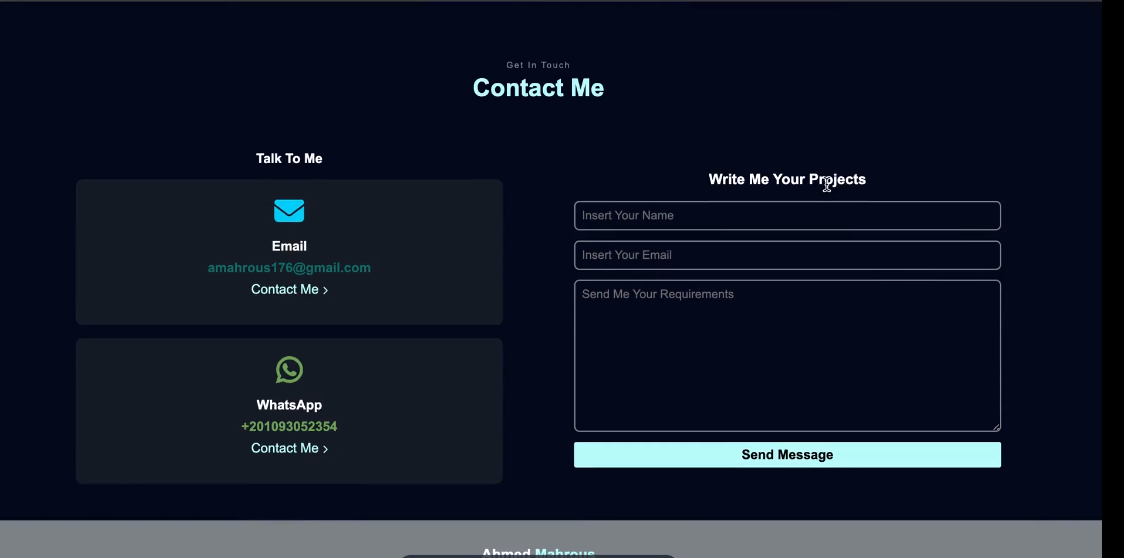 Get In Touch
Contact Me
Talk To Me
Email
amahrous176@gmail.com
Contact Me >
WhatsApp
+201093052354
Contact Me >
Write Me Your Projects
Insert Your Name
Insert Your Email
Send Me Your Requirements
Send Message
Ahmed Mahrous